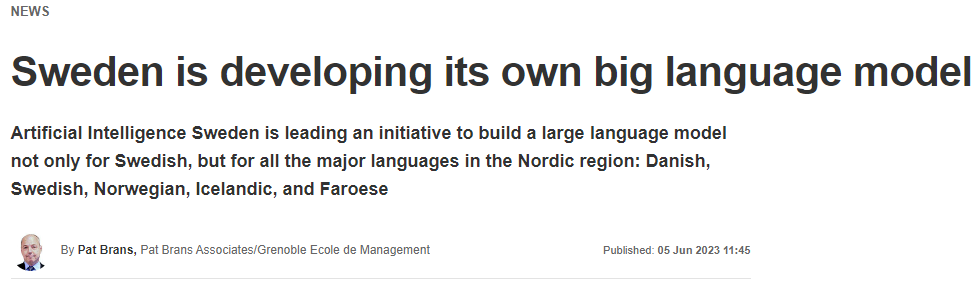 NEWS
Sweden is developing its own big language model
Artificial Intelligence Sweden is leading an initiative to build a large language model
not only for Swedish, but for all the major languages in the Nordic region: Danish,
Swedish, Norwegian, Icelandic, and Faroese
By Pat Brans, Pat Brans Associates/Grenoble Ecole de Management
Published: 05 Jun 2023 11:45